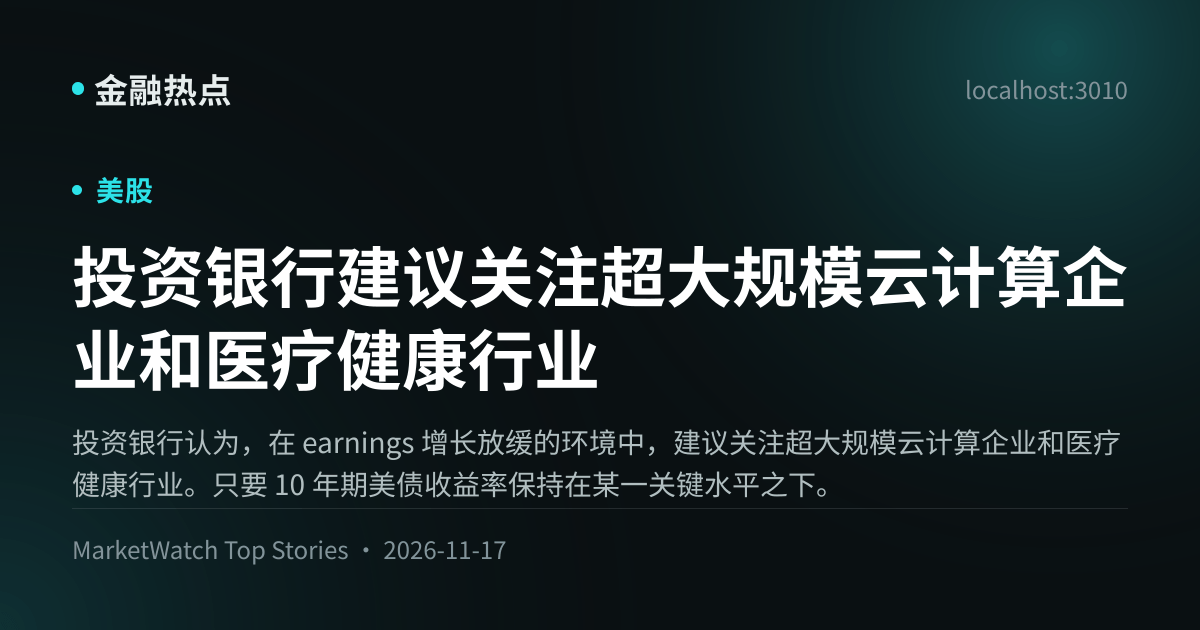 金融热点
localhost:3010
美股
投资银行建议关注超大规模云计算企
业和医疗健康行业
投资银行认为，在 earnings 增长放缓的环境中，建议关注超大规模云计算企业和医疗
健康行业。只要 10 年期美债收益率保持在某一关键水平之下。
MarketWatch Top Stories • 2026-11-17